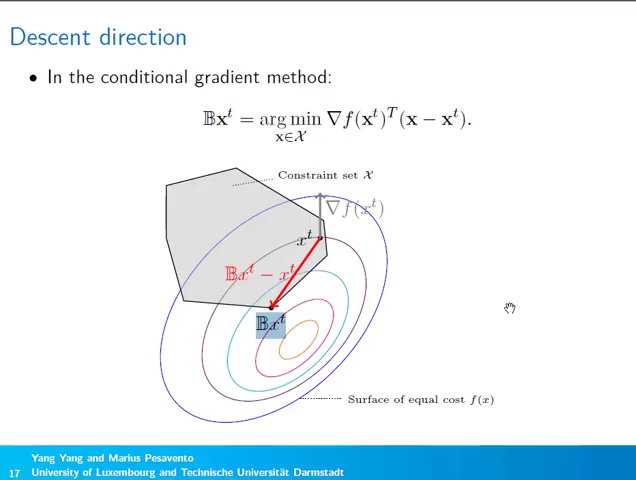 Descent direction
• In the conditional gradient method:
𝔹x^t = arg min ∇f(x^t)^T (x − x^t).
x∈𝒳
Constraint set 𝒳
∇f(x^t)
x^t
𝔹x^t − x^t
𝔹x^t
Surface of equal cost f(x)
Yang Yang and Marius Pesavento
17 University of Luxembourg and Technische Universität Darmstadt